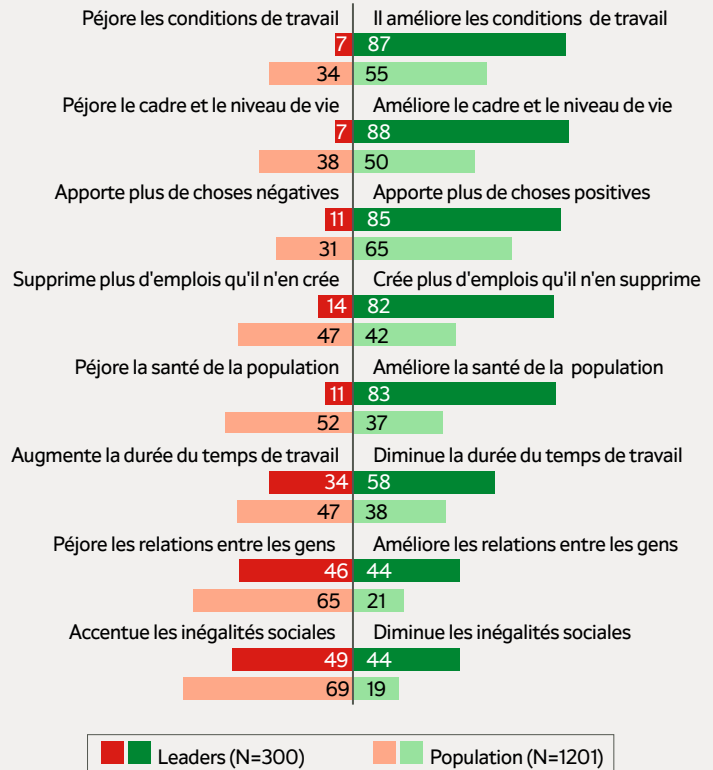 Péjore les conditions de travail Il améliore les conditions de travail
7 87
34 55
Péjore le cadre et le niveau de vie Améliore le cadre et le niveau de vie
7 88
38 50
Apporte plus de choses négatives Apporte plus de choses positives
11 85
31 65
Supprime plus d'emplois qu'il n'en crée Crée plus d'emplois qu'il n'en supprime
14 82
47 42
Péjore la santé de la population Améliore la santé de la population
11 83
52 37
Augmente la durée du temps de travail Diminue la durée du temps de travail
34 58
47 38
Péjore les relations entre les gens Améliore les relations entre les gens
46 44
65 21
Accentue les inégalités sociales Diminue les inégalités sociales
49 44
69 19
Leaders (N=300) Population (N=1201)